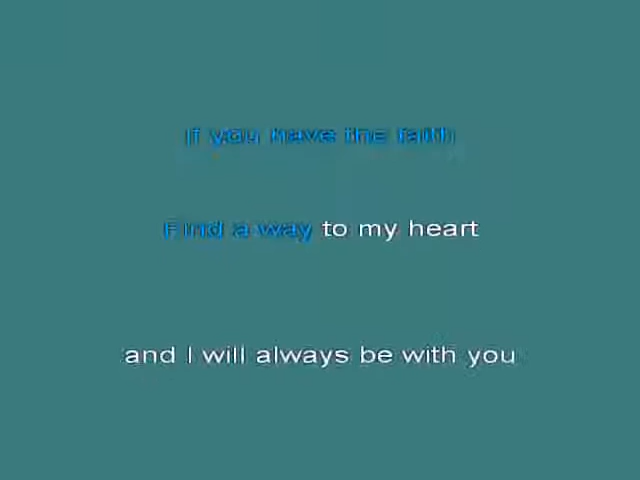 If you have the faith
Find a way to my heart
and I will always be with you